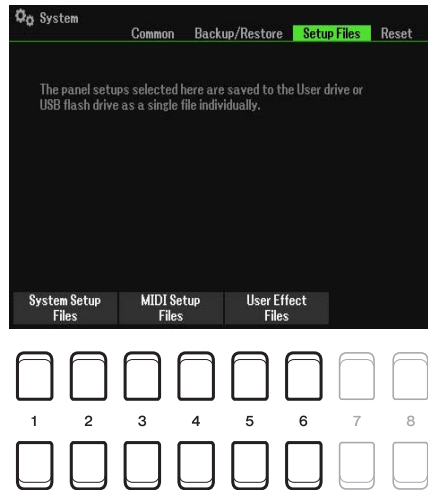 System
Common Backup/Restore Setup Files Reset
The panel setups selected here are saved to the User drive or
USB flash drive as a single file individually.
System Setup MIDI Setup User Effect
Files Files Files
1 2 3 4 5 6 7 8